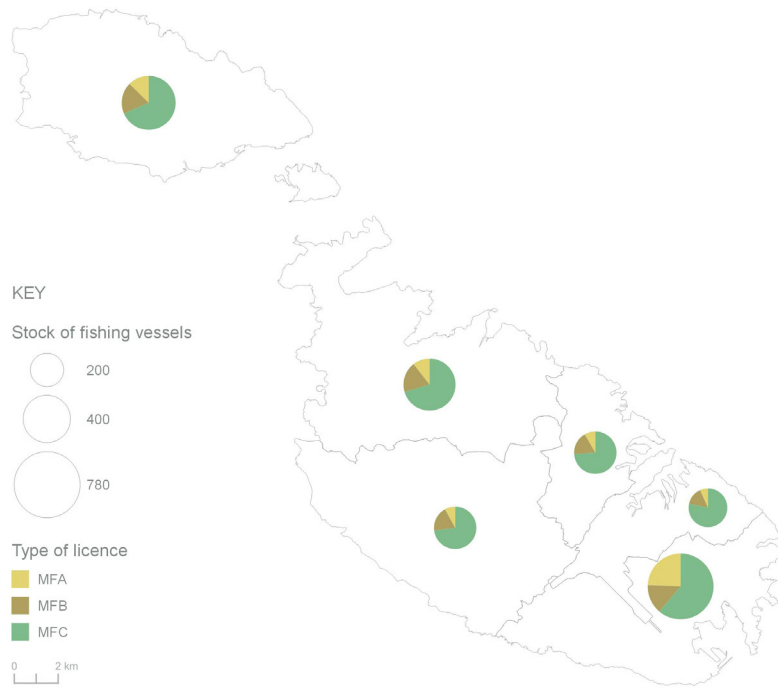 KEY
Stock of fishing vessels
200
400
780
Type of licence
MFA
MFB
MFC
0 2 km